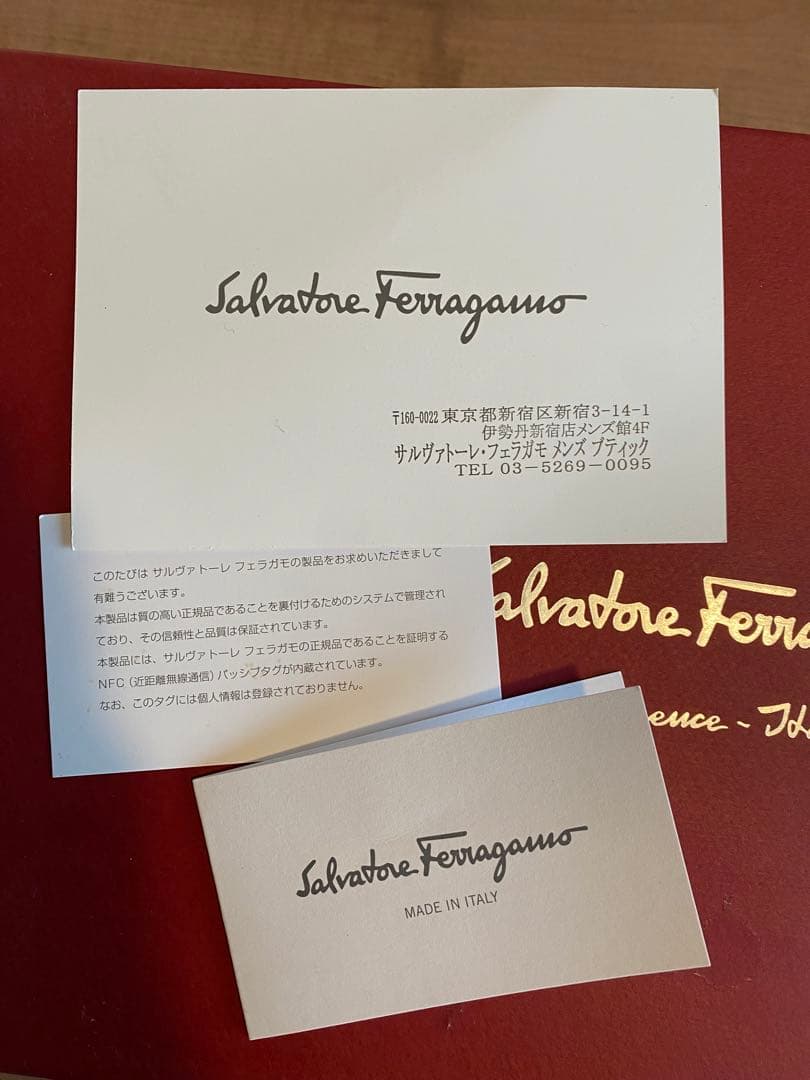 Salvatore Ferragamo
〒160-0022 東京都新宿区新宿3-14-1
伊勢丹新宿店メンズ館4F
サルヴァトーレ・フェラガモ メンズ ブティック
TEL 03-5269-0095
このたびは サルヴァトーレ フェラガモの製品をお求めいただきまして
有難うございます。
本製品は質の高い正規品であることを裏付けるためのシステムで管理され
ており、その信頼性と品質は保証されています。
本製品には、サルヴァトーレ フェラガモの正規品であることを証明する
NFC(近距離無線通信)パッシブタグが内蔵されています。
なお、このタグには個人情報は登録されておりません。
Salvatore Ferra
ence - It
Salvatore Ferragamo
MADE IN ITALY